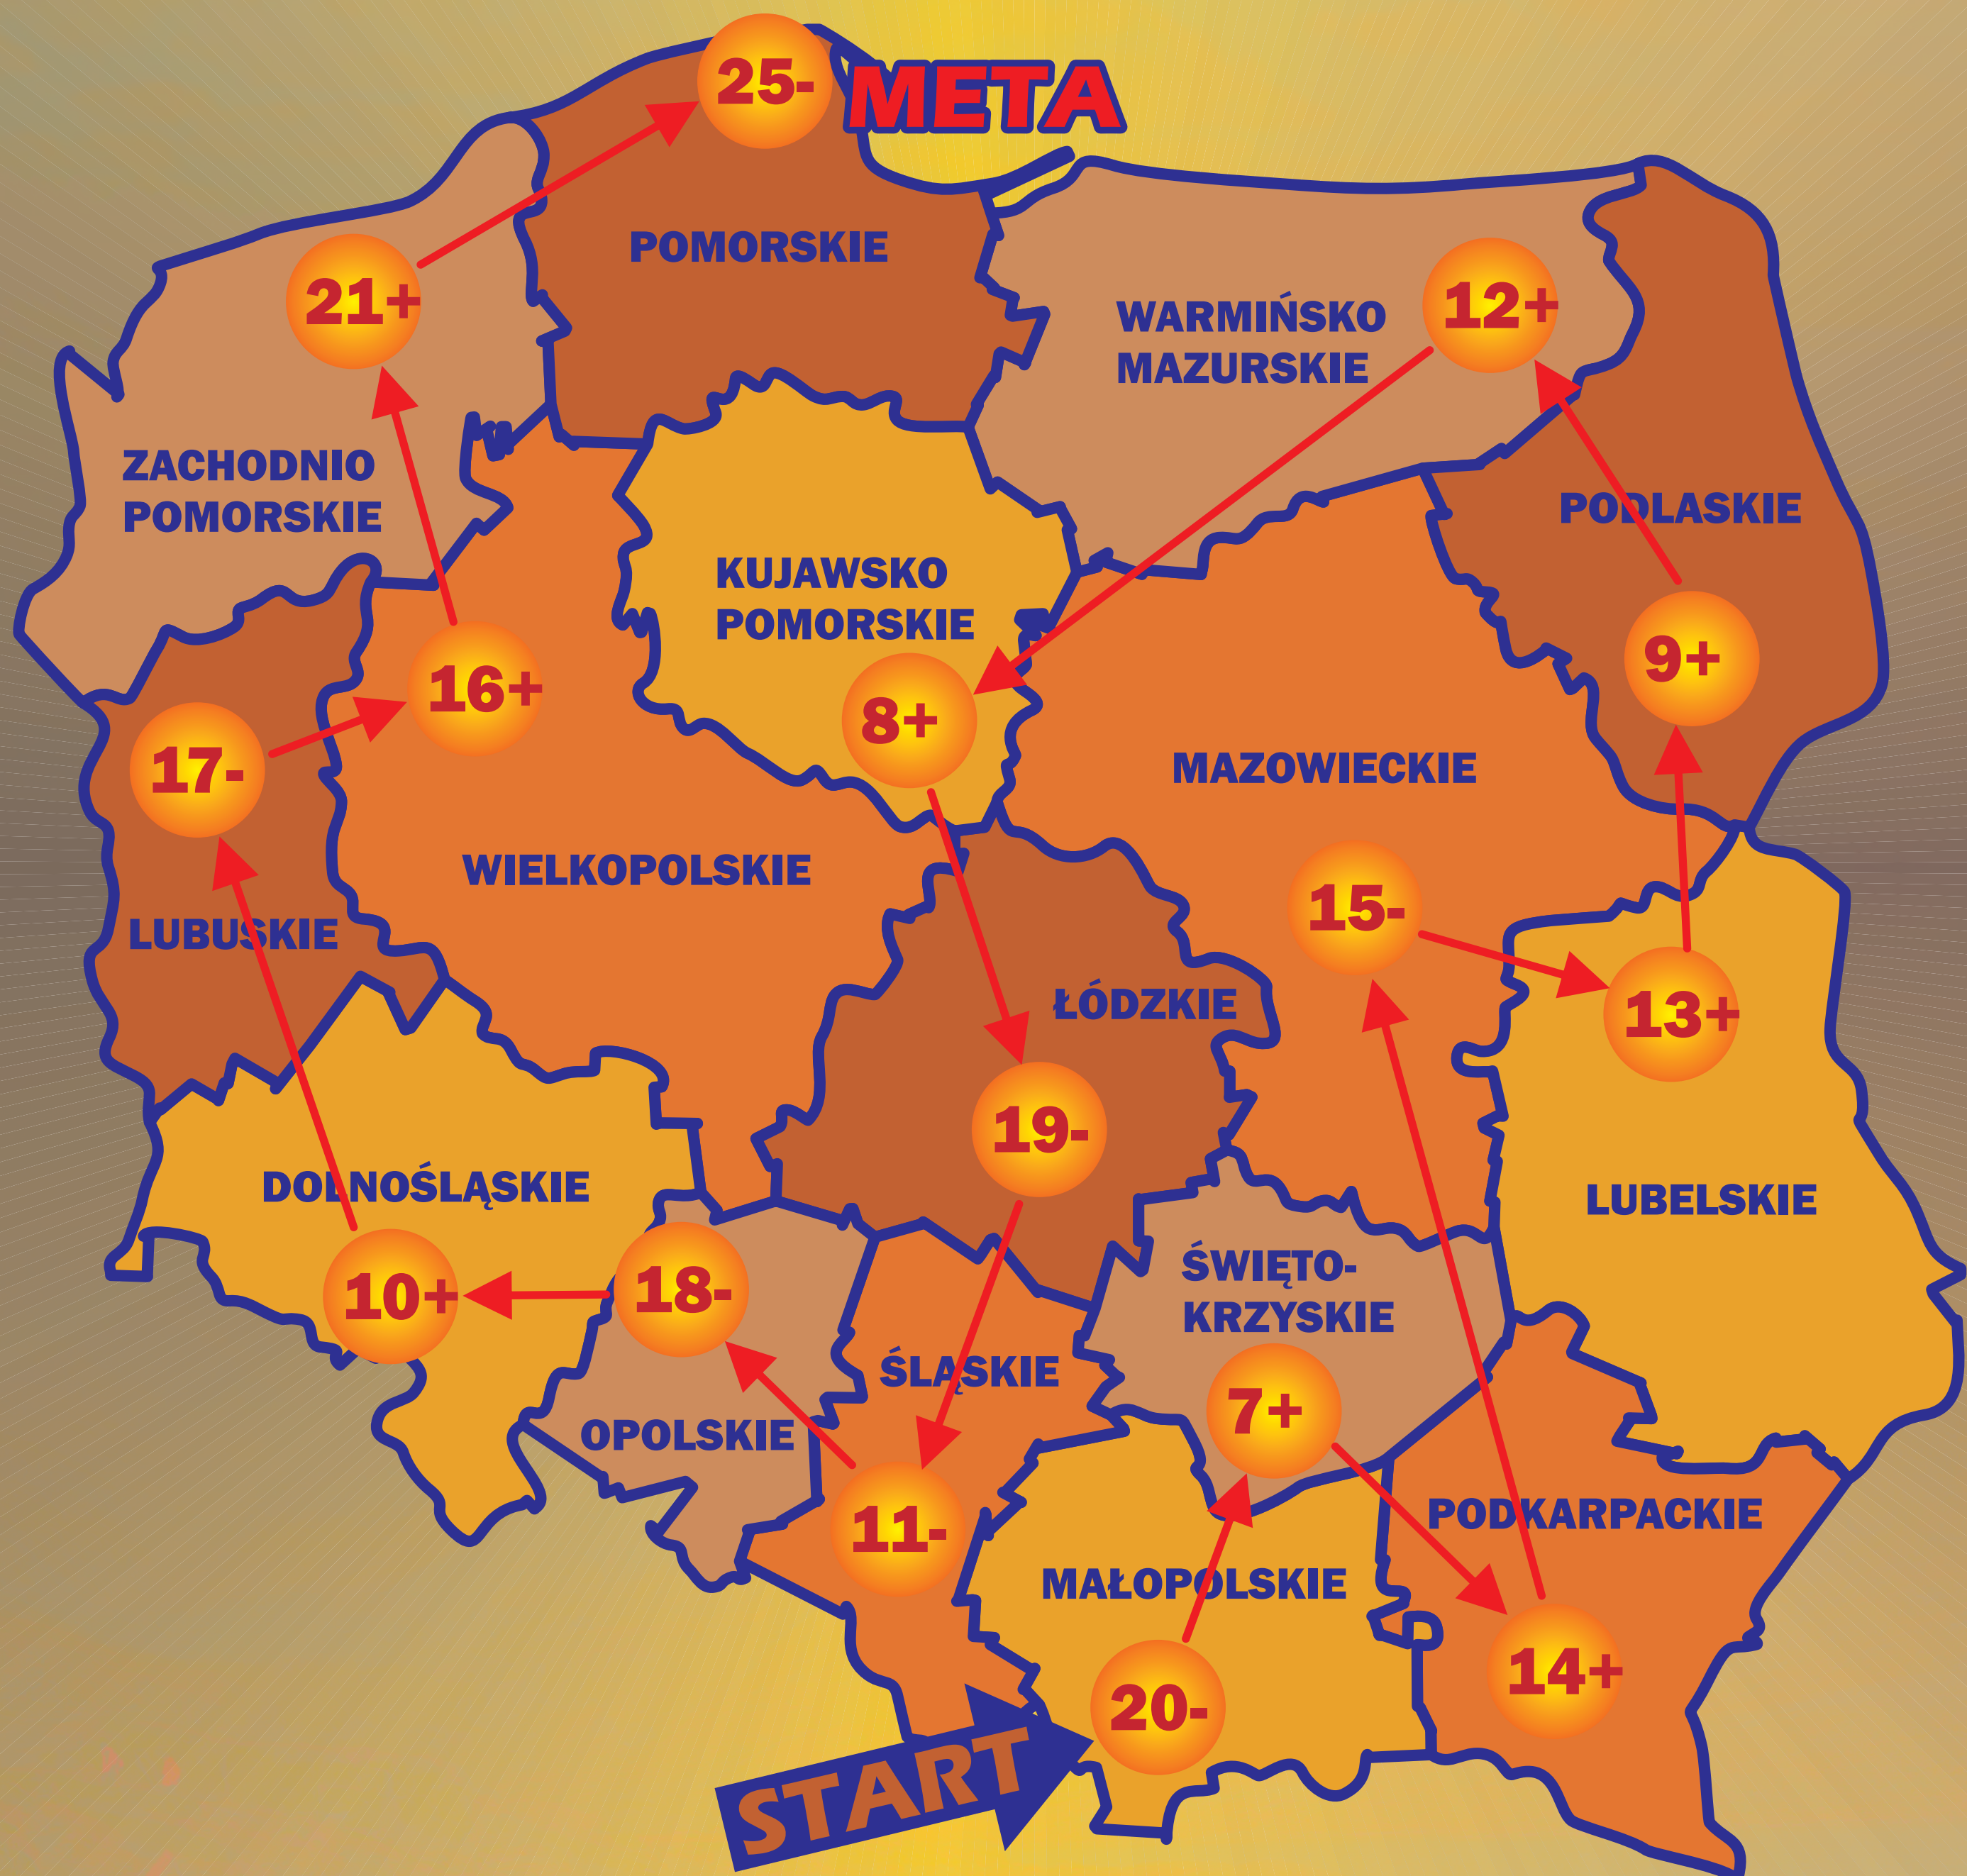 25-
META
POMORSKIE
21+
12+
WARMIŃSKO
MAZURSKIE
ZACHODNIO
POMORSKIE
PODLASKIE
KUJAWSKO
POMORSKIE
9+
16+
8+
17-
MAZOWIECKIE
WIELKOPOLSKIE
15-
LUBUSKIE
ŁÓDZKIE
13+
19-
DOLNOŚLĄSKIE
LUBELSKIE
ŚWIĘTO-
KRZYSKIE
10+
18-
ŚLĄSKIE
7+
OPOLSKIE
PODKARPACKIE
11-
MAŁOPOLSKIE
14+
20-
START